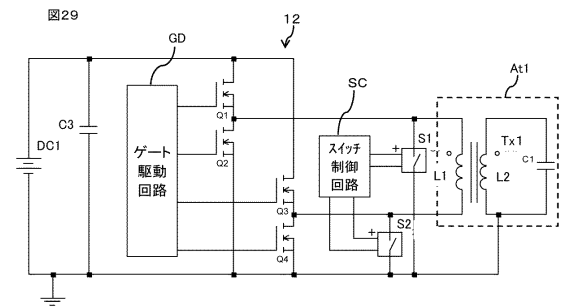 図29
12
GD
At1
Q1
SC
C3
S1
Tx1
DC1
ゲート
駆動
回路
Q2
スイッチ
制御
回路
+
L1
L2
C1
Q3
S2
+
Q4